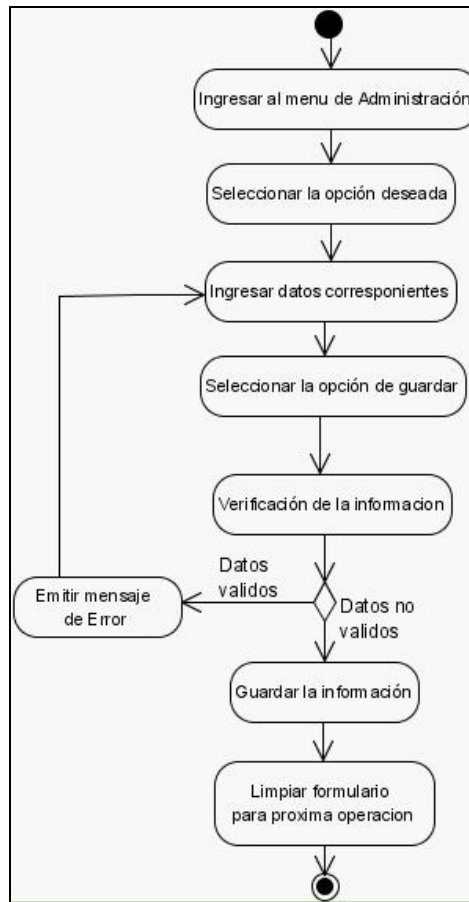 Ingresar al menu de Administración
Seleccionar la opción deseada
Ingresar datos corresponientes
Seleccionar la opción de guardar
Verificación de la informacion
Datos
validos
Emitir mensaje
de Error
Datos no
validos
Guardar la información
Limpiar formulario
para proxima operacion